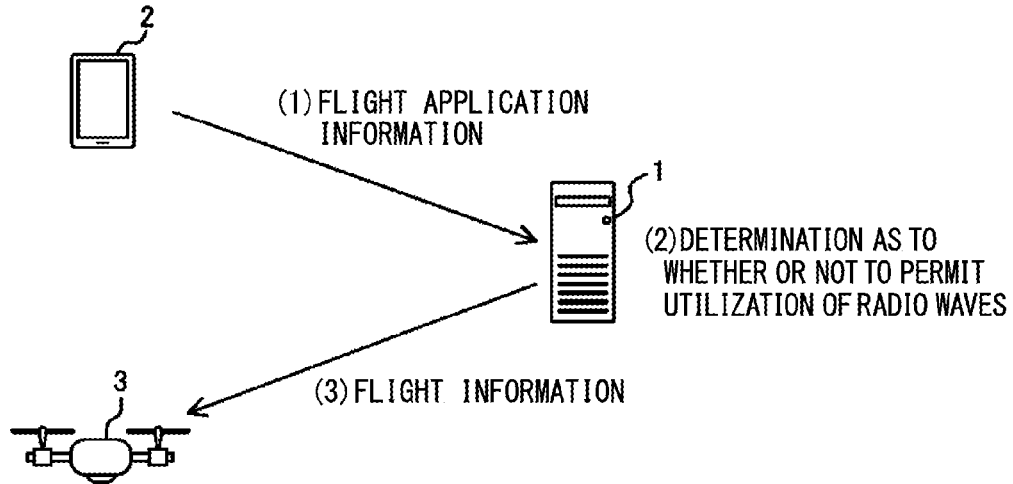 2
(1)FLIGHT APPLICATION
INFORMATION
1
(2)DETERMINATION AS TO
WHETHER OR NOT TO PERMIT
UTILIZATION OF RADIO WAVES
(3)FLIGHT INFORMATION
3